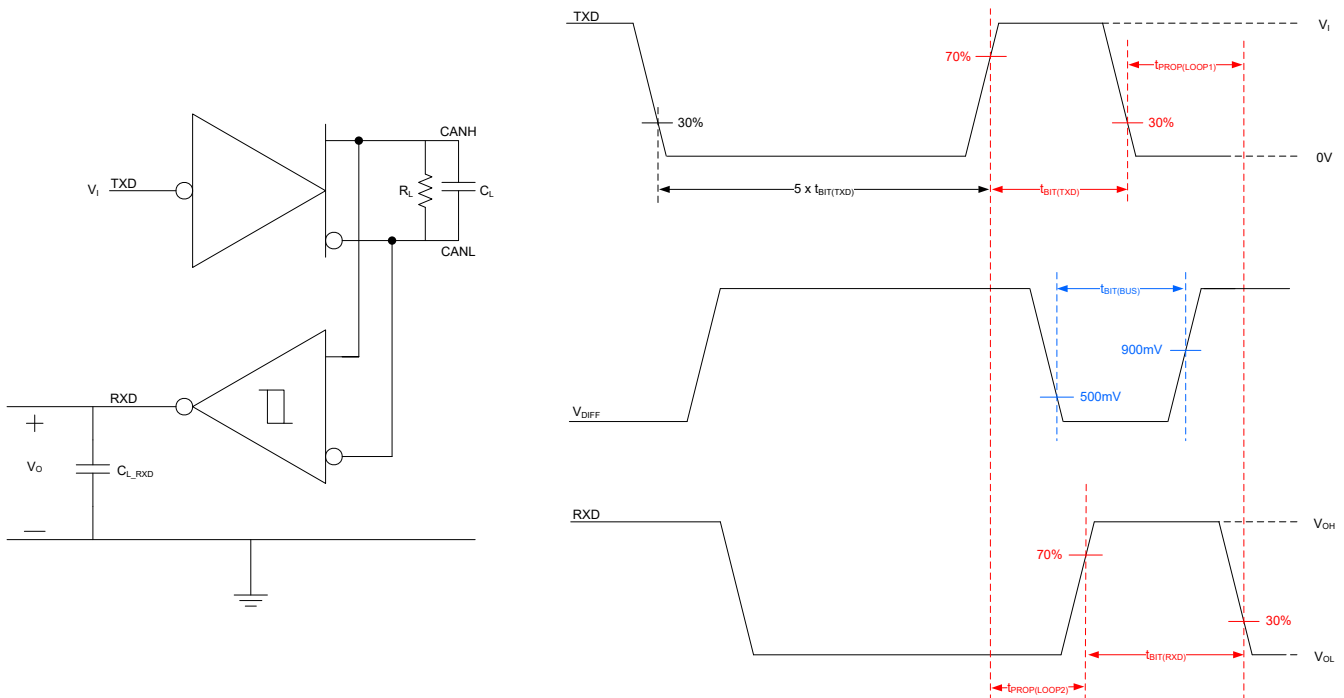 V_I
TXD
CANH
R_L
C_L
CANL
RXD
+
V_O
—
C_L_RXD
TXD
V_I
70%
t_PROP(LOOP1)
30%
30%
0V
5 x t_BIT(TXD)
t_BIT(TXD)
t_BIT(BUS)
900mV
500mV
V_DIFF
RXD
V_OH
70%
30%
t_BIT(RXD)
V_OL
t_PROP(LOOP2)